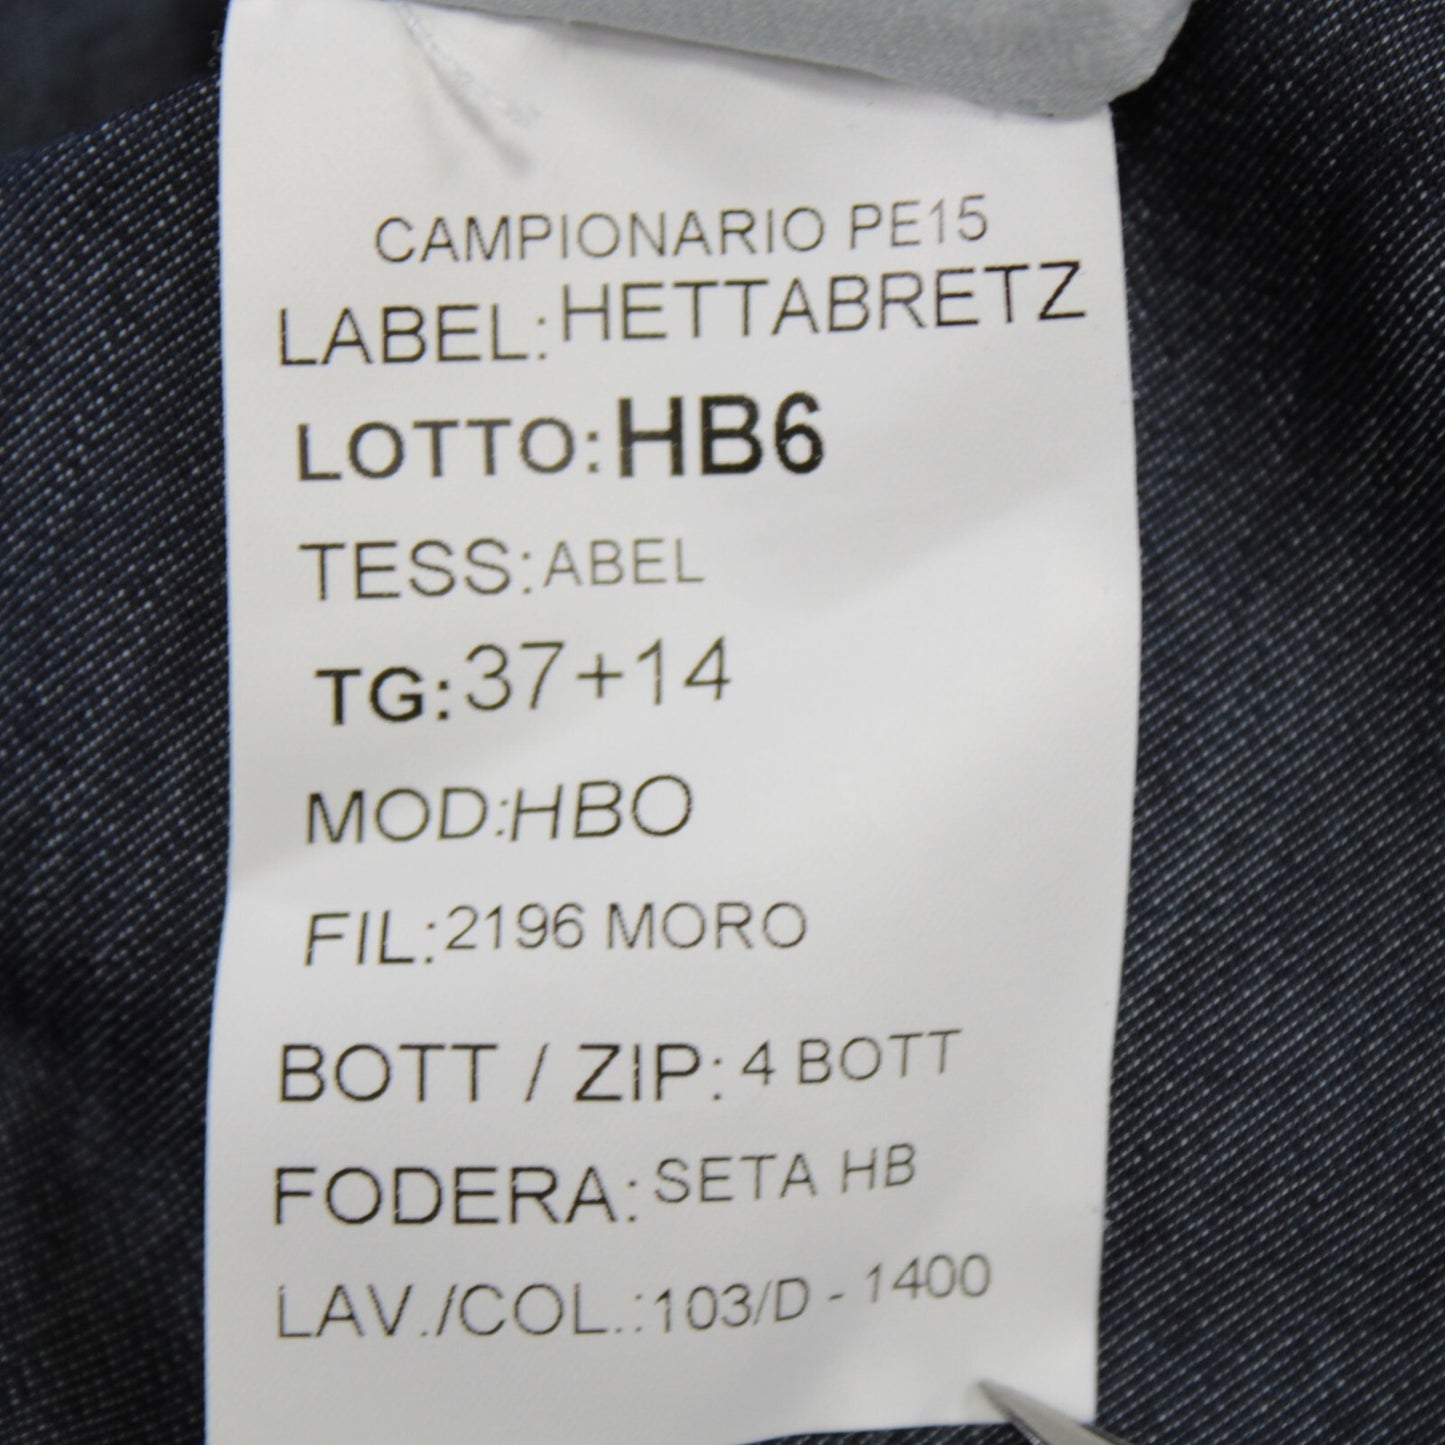 CAMPIONARIO PE15
LABEL:HETTABRETZ
LOTTO:HB6
TESS:ABEL
TG:37+14
MOD:HBO
FIL:2196 MORO
BOTT / ZIP: 4 BOTT
FODERA: SETA HB
LAV./COL.:103/D - 1400